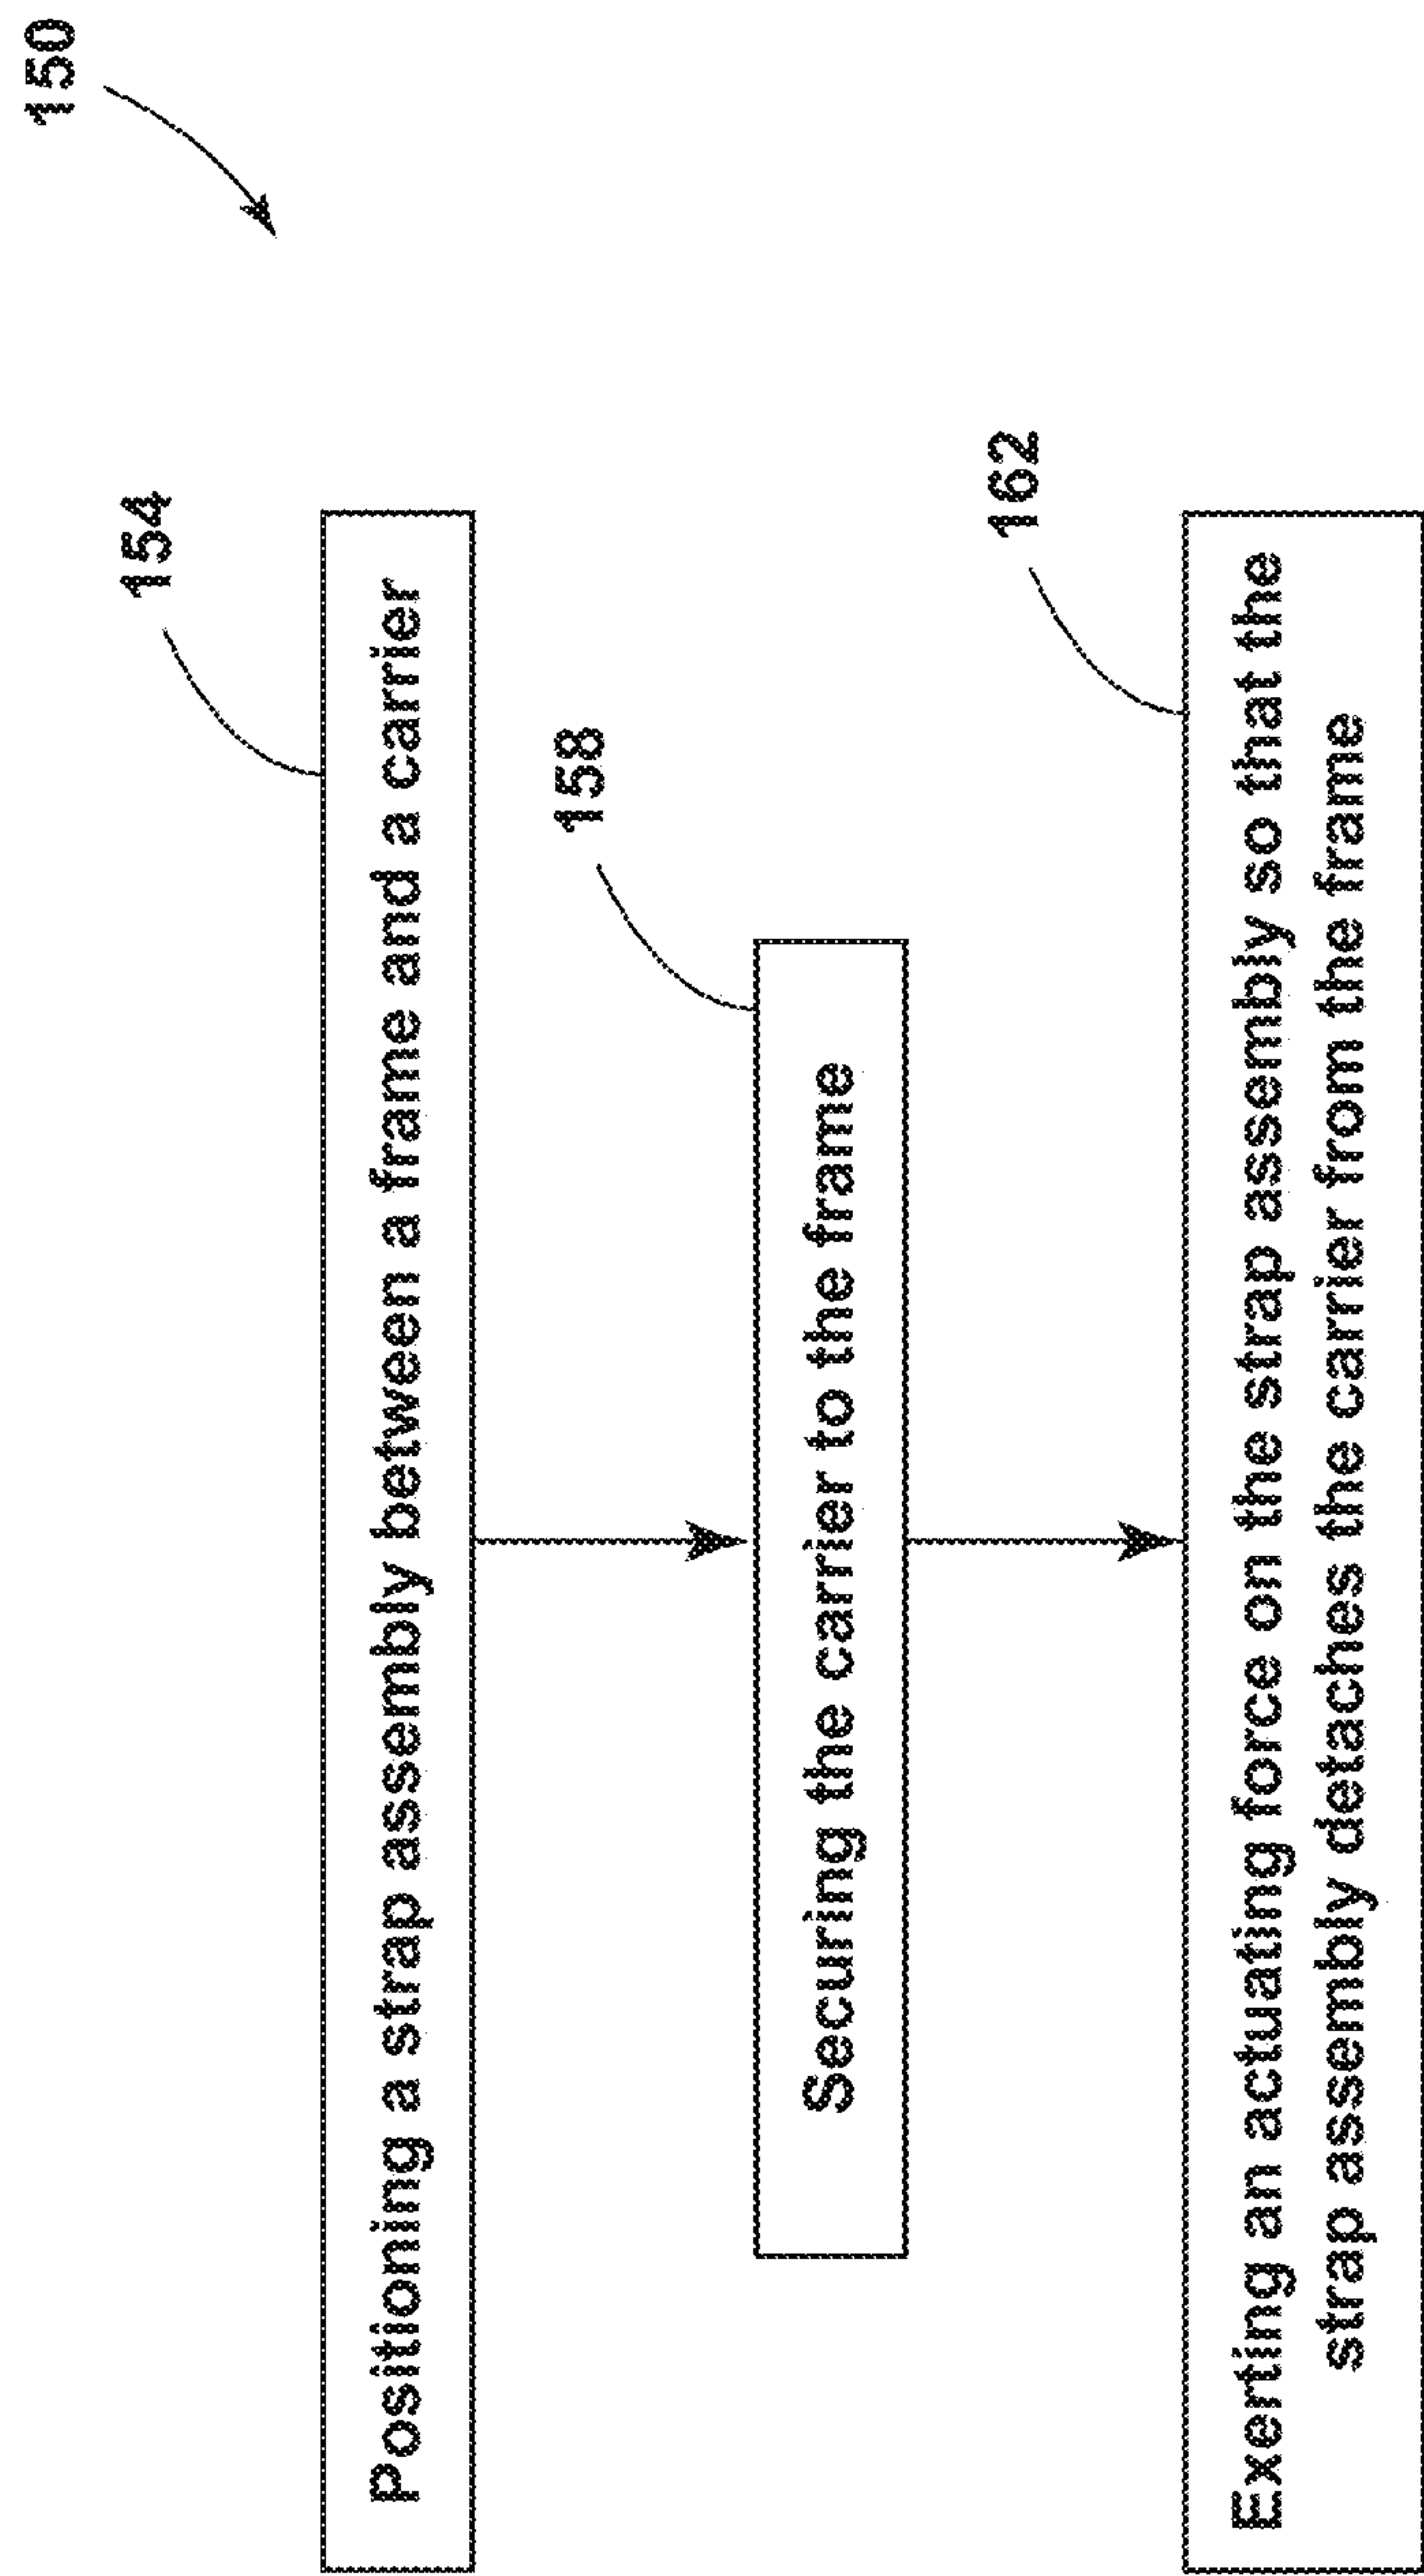 150
154
Positioning a strap assembly between a frame and a carrier
158
Securing the carrier to the frame
162
Exerting an actuating force on the strap assembly so that the
strap assembly detaches the carrier from the frame